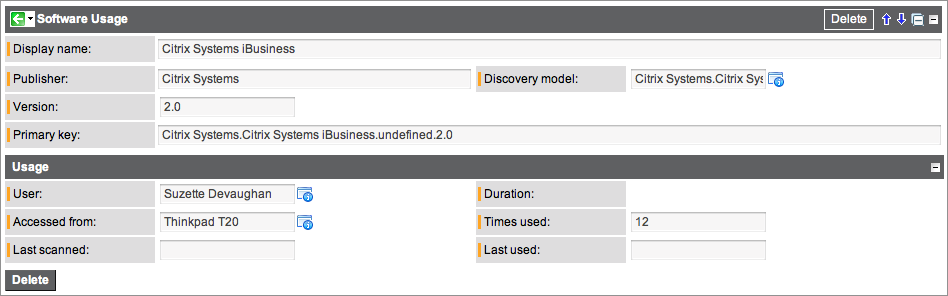 Software Usage Delete
Display name: Citrix Systems iBusiness
Publisher: Citrix Systems Discovery model: Citrix Systems.Citrix Sys
Version: 2.0
Primary key: Citrix Systems.Citrix Systems iBusiness.undefined.2.0
Usage
User: Suzette Devaughan Duration:
Accessed from: Thinkpad T20 Times used: 12
Last scanned: Last used:
Delete